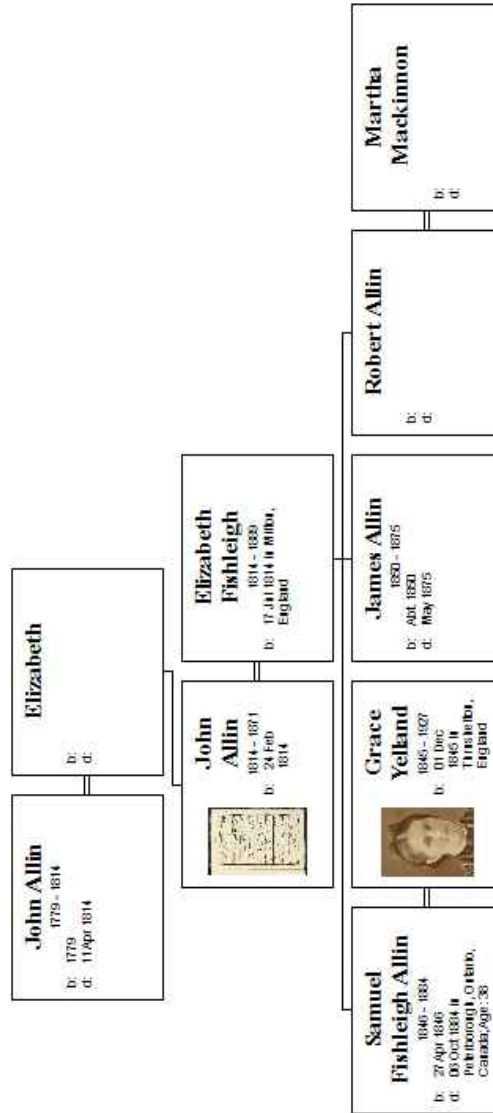 John Allin
1779 - 1814
b: 1779
d: 11 Apr 1814
Elizabeth
b:
d:
John
Allin
1814 - 1871
b: 24 Feb
1814
Elizabeth
Fishleigh
1814 - 1889
b: 17 Jul 1814 in Milton,
England
Samuel
Fishleigh Allin
1846 - 1884
b: 27 Apr 1846
d: 06 Oct 1884 in
Peterborough, Ontario,
Canada; Age: 38
Grace
Yelland
1845 - 1927
b: 01 Dec
1845 in
England
James Allin
1850 - 1875
b: Abt. 1850
d: May 1875
Robert Allin
b:
d:
Martha
Mackinnon
b:
d: